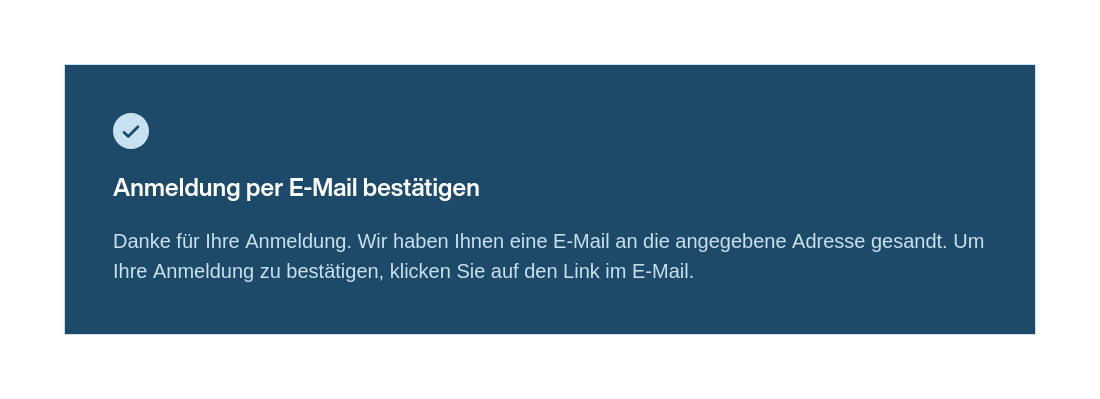 Anmeldung per E-Mail bestätigen
Danke für Ihre Anmeldung. Wir haben Ihnen eine E-Mail an die angegebene Adresse gesandt. Um
Ihre Anmeldung zu bestätigen, klicken Sie auf den Link im E-Mail.